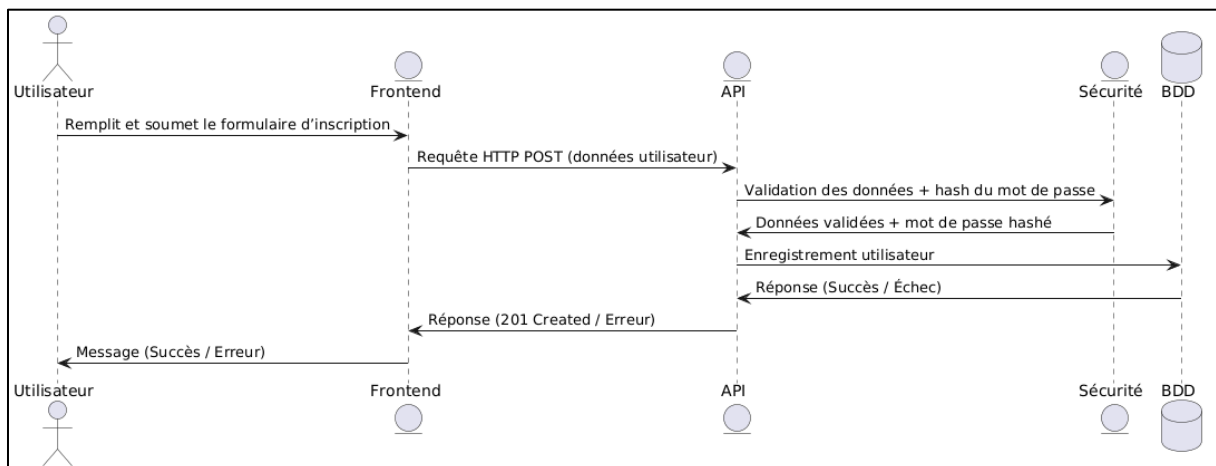 Utilisateur
Frontend
API
Sécurité
BDD
Remplit et soumet le formulaire d’inscription
Requête HTTP POST (données utilisateur)
Validation des données + hash du mot de passe
Données validées + mot de passe hashé
Enregistrement utilisateur
Réponse (Succès / Échec)
Réponse (201 Created / Erreur)
Message (Succès / Erreur)
Utilisateur
Frontend
API
Sécurité
BDD